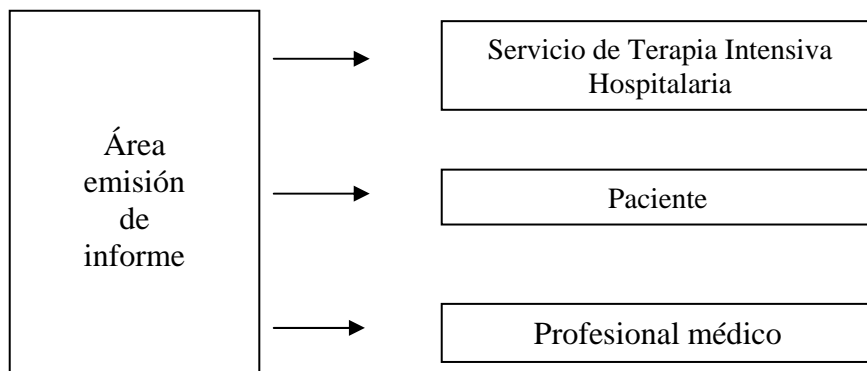 Área
emisión
de
informe
Servicio de Terapia Intensiva
Hospitalaria
Paciente
Profesional médico